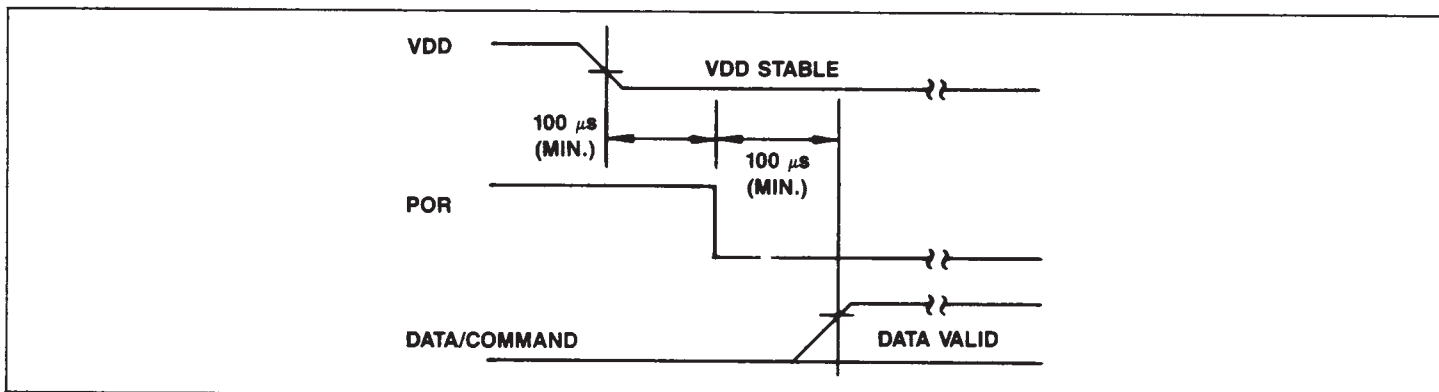 VDD
VDD STABLE
100 μs
(MIN.)
100 μs
(MIN.)
POR
DATA/COMMAND
DATA VALID